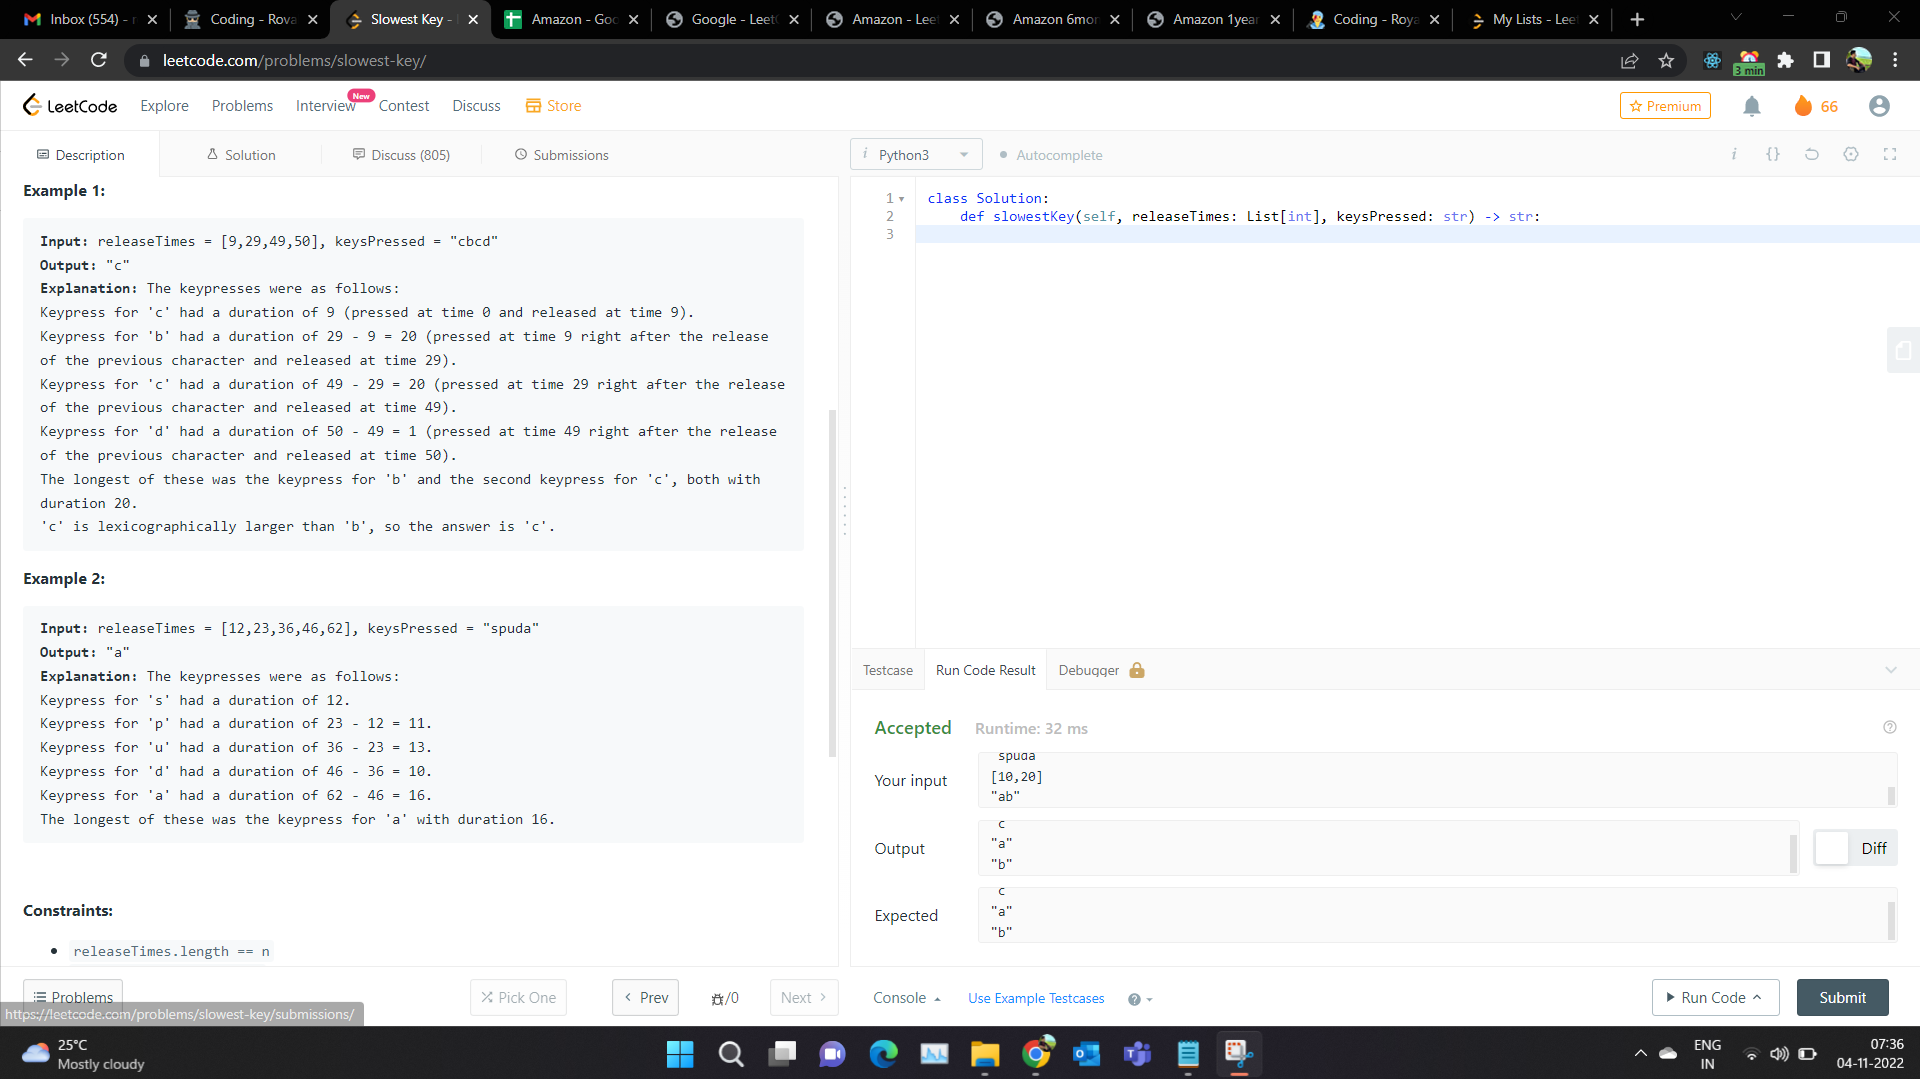 Inbox (554) - r
Coding - Rova
Slowest Key -
Amazon - Goo
Google - LeetC
Amazon - Leet
Amazon 6mon
Amazon 1year
Coding - Roya
My Lists - Leet
leetcode.com/problems/slowest-key/
3 min
LeetCode Explore Problems Interview New Contest Discuss Store
Premium 66
Description Solution Discuss (805) Submissions
Example 1:
Input: releaseTimes = [9,29,49,50], keysPressed = "cbcd"
Output: "c"
Explanation: The keypresses were as follows:
Keypress for 'c' had a duration of 9 (pressed at time 0 and released at time 9).
Keypress for 'b' had a duration of 29 - 9 = 20 (pressed at time 9 right after the release
of the previous character and released at time 29).
Keypress for 'c' had a duration of 49 - 29 = 20 (pressed at time 29 right after the release
of the previous character and released at time 49).
Keypress for 'd' had a duration of 50 - 49 = 1 (pressed at time 49 right after the release
of the previous character and released at time 50).
The longest of these was the keypress for 'b' and the second keypress for 'c', both with
duration 20.
'c' is lexicographically larger than 'b', so the answer is 'c'.
Example 2:
Input: releaseTimes = [12,23,36,46,62], keysPressed = "spuda"
Output: "a"
Explanation: The keypresses were as follows:
Keypress for 's' had a duration of 12.
Keypress for 'p' had a duration of 23 - 12 = 11.
Keypress for 'u' had a duration of 36 - 23 = 13.
Keypress for 'd' had a duration of 46 - 36 = 10.
Keypress for 'a' had a duration of 62 - 46 = 16.
The longest of these was the keypress for 'a' with duration 16.
Constraints:
• releaseTimes.length == n
Problems Pick One Prev /0 Next
https://leetcode.com/problems/slowest-key/submissions/
i Python3 Autocomplete
i {}
1 class Solution:
2 def slowestKey(self, releaseTimes: List[int], keysPressed: str) -> str:
3
Testcase Run Code Result Debugger
Accepted Runtime: 32 ms
Your input
spuda
[10,20]
"ab"
Output
c
"a"
"b"
Diff
Expected
c
"a"
"b"
Console Use Example Testcases Run Code Submit
25°C
Mostly cloudy
ENG
IN
07:36
04-11-2022